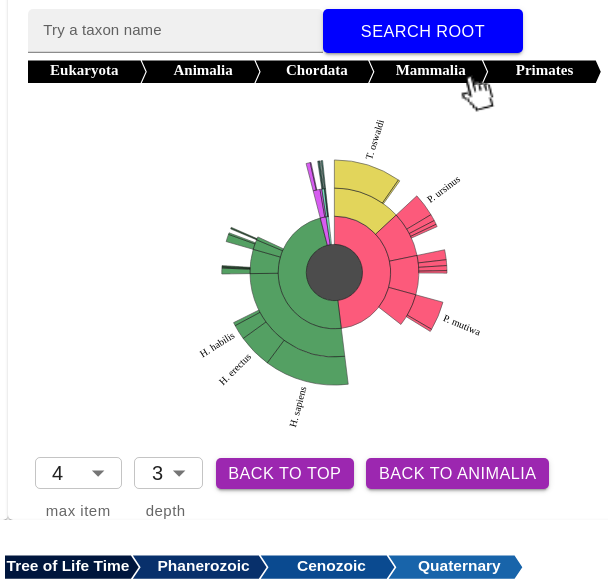 Try a taxon name
SEARCH ROOT
Eukaryota Animalia Chordata Mammalia Primates
T. oswaldi
P. ursinus
P. mutiwa
H. habilis
H. erectus
H. sapiens
4 3 BACK TO TOP BACK TO ANIMALIA
max item depth
Tree of Life Time Phanerozoic Cenozoic Quaternary